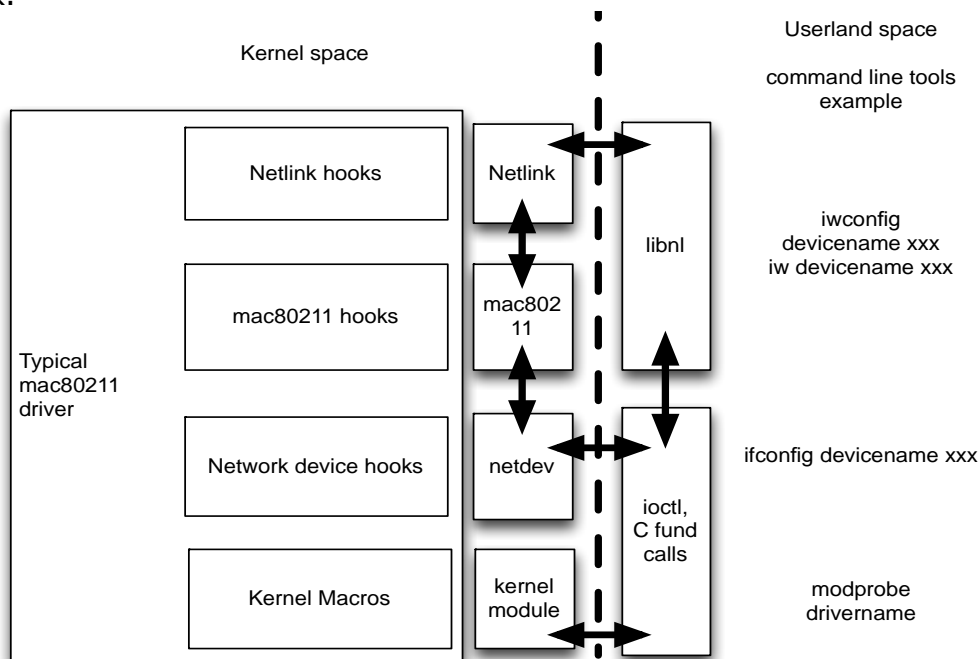 Kernel space
Userland space
command line tools
example
Netlink hooks
Netlink
libnl
iwconfig
devicename xxx
iw devicename xxx
mac80211 hooks
mac802
11
Typical
mac80211
driver
Network device hooks
netdev
ifconfig devicename xxx
ioctl,
C fund
calls
Kernel Macros
kernel
module
modprobe
drivername